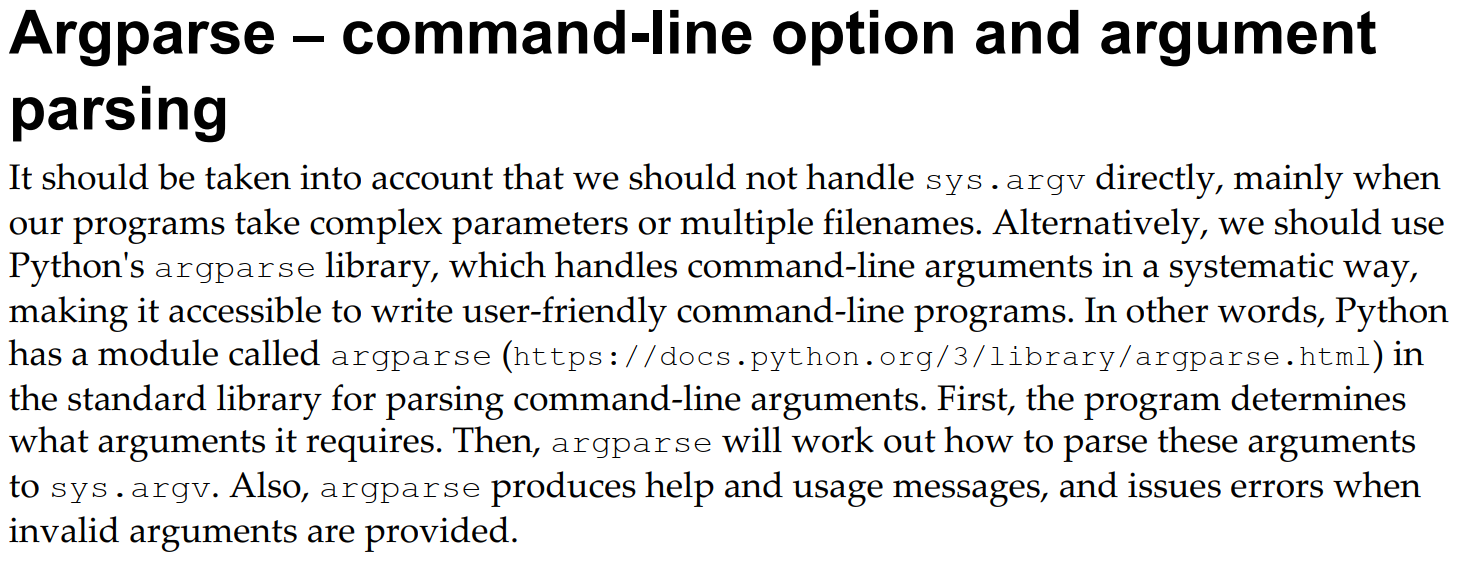 Argparse – command-line option and argument
parsing
It should be taken into account that we should not handle sys.argv directly, mainly when
our programs take complex parameters or multiple filenames. Alternatively, we should use
Python's argparse library, which handles command-line arguments in a systematic way,
making it accessible to write user-friendly command-line programs. In other words, Python
has a module called argparse (https://docs.python.org/3/library/argparse.html) in
the standard library for parsing command-line arguments. First, the program determines
what arguments it requires. Then, argparse will work out how to parse these arguments
to sys.argv. Also, argparse produces help and usage messages, and issues errors when
invalid arguments are provided.